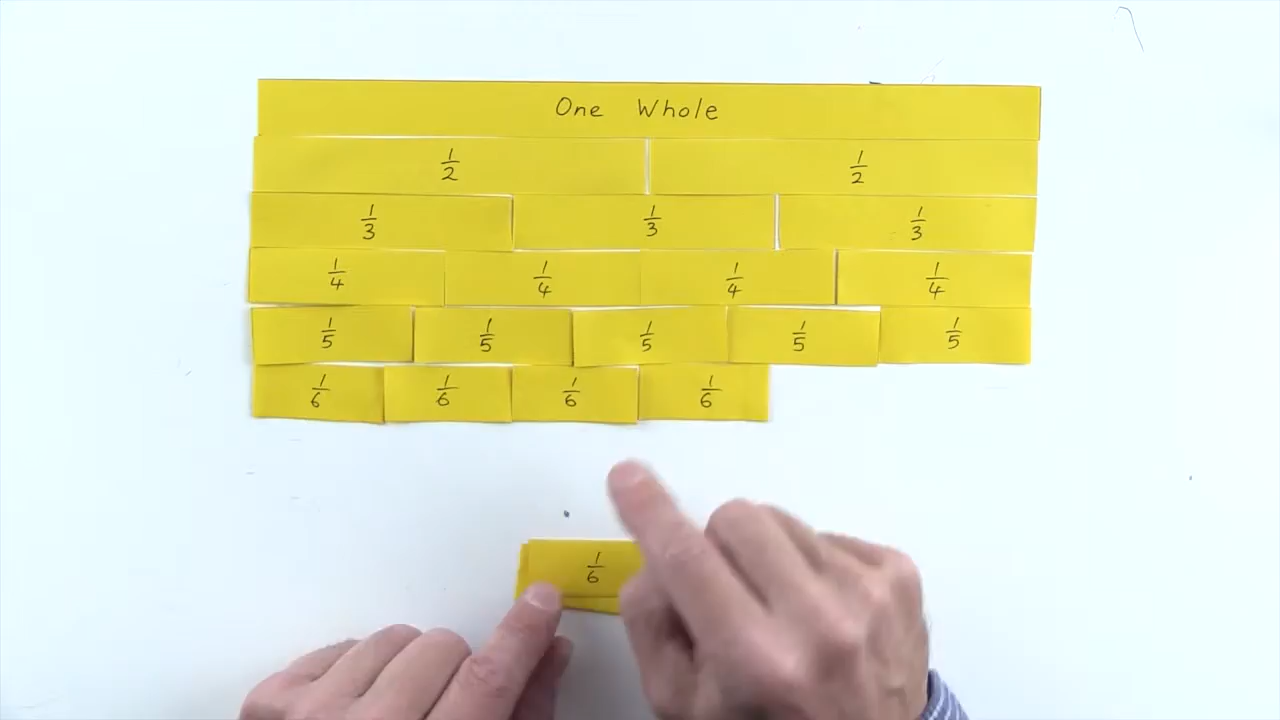 One Whole
1/2 1/2
1/3 1/3 1/3
1/4 1/4 1/4 1/4
1/5 1/5 1/5 1/5 1/5
1/6 1/6 1/6 1/6
1/6